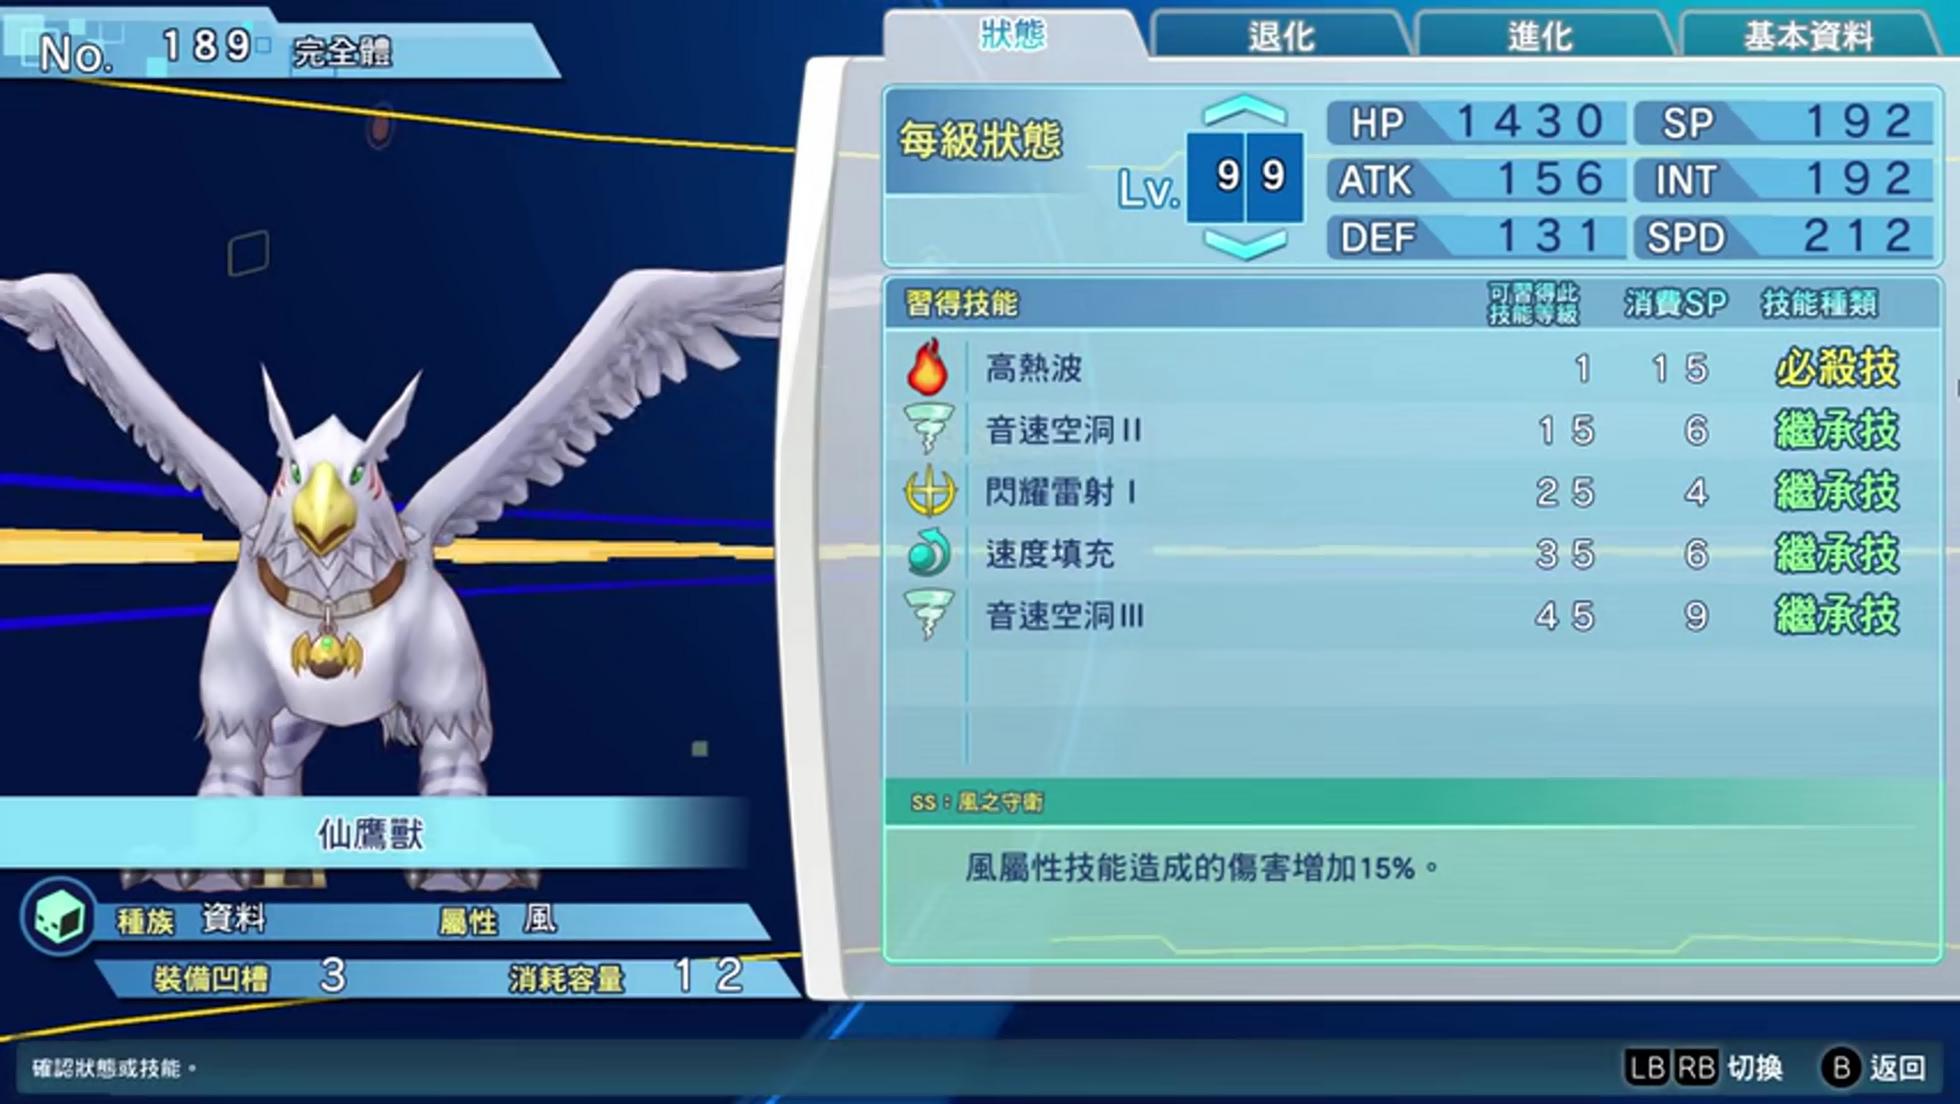 No. 189 完全體
狀態 退化 進化 基本資料
每級狀態 Lv. 99
HP 1430 SP 192
ATK 156 INT 192
DEF 131 SPD 212
習得技能 可習得此技能等級 消費SP 技能種類
高熱波 1 15 必殺技
音速空洞II 15 6 繼承技
閃耀雷射 I 25 4 繼承技
速度填充 35 6 繼承技
音速空洞III 45 9 繼承技
SS：風之守衛
風屬性技能造成的傷害增加15%。
仙鷹獸
種族 資料 屬性 風
裝備凹槽 3 消耗容量 12
確認狀態或技能。
LB RB 切換 B 返回